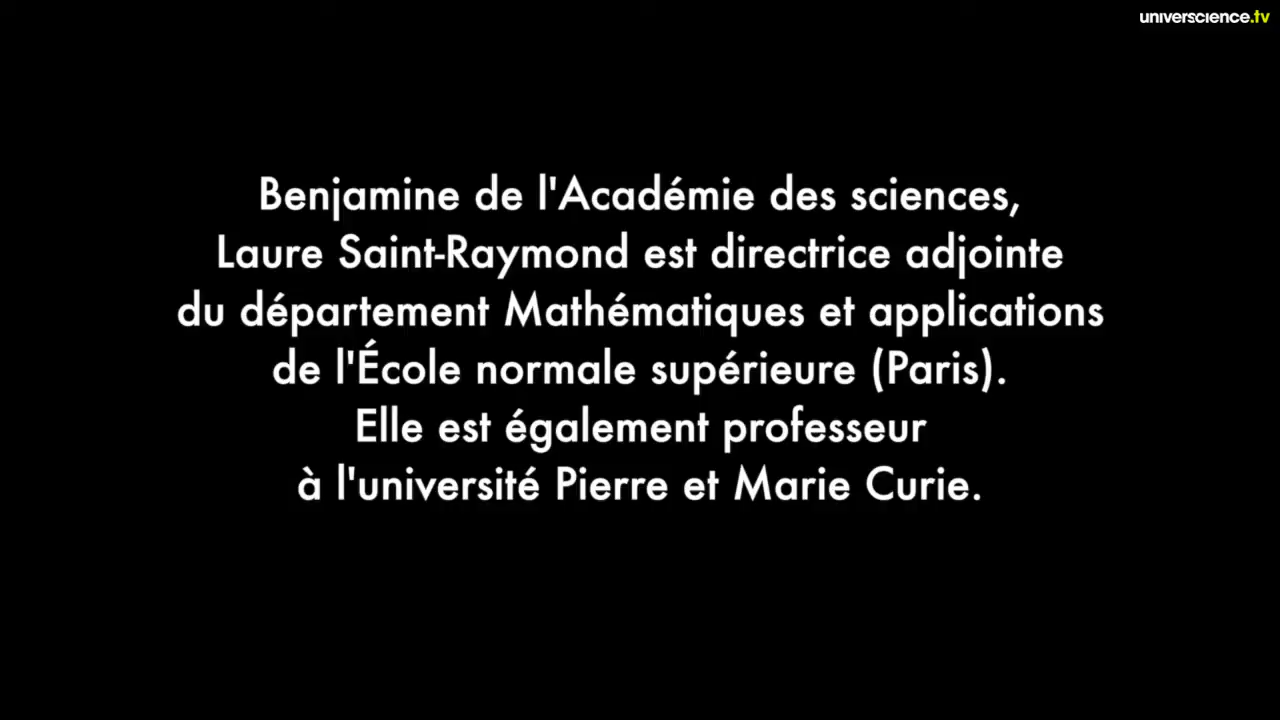 universcience.tv
Benjamine de l'Académie des sciences,
Laure Saint-Raymond est directrice adjointe
du département Mathématiques et applications
de l'École normale supérieure (Paris).
Elle est également professeur
à l'université Pierre et Marie Curie.